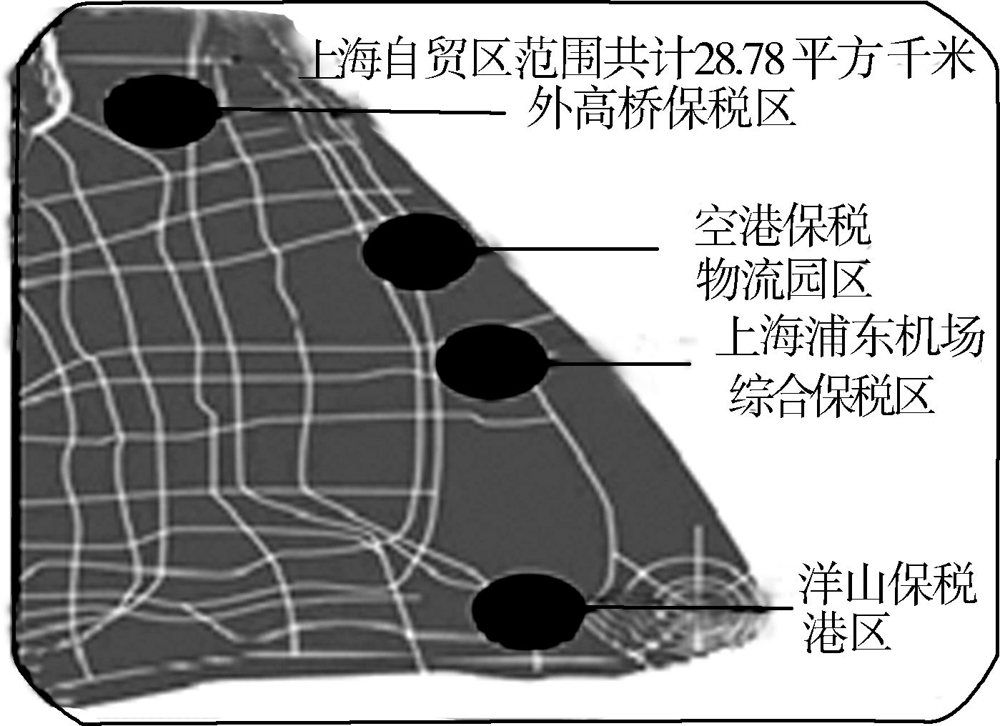 上海自贸区范围共计28.78平方千米
外高桥保税区
空港保税
物流园区
上海浦东机场
综合保税区
洋山保税
港区